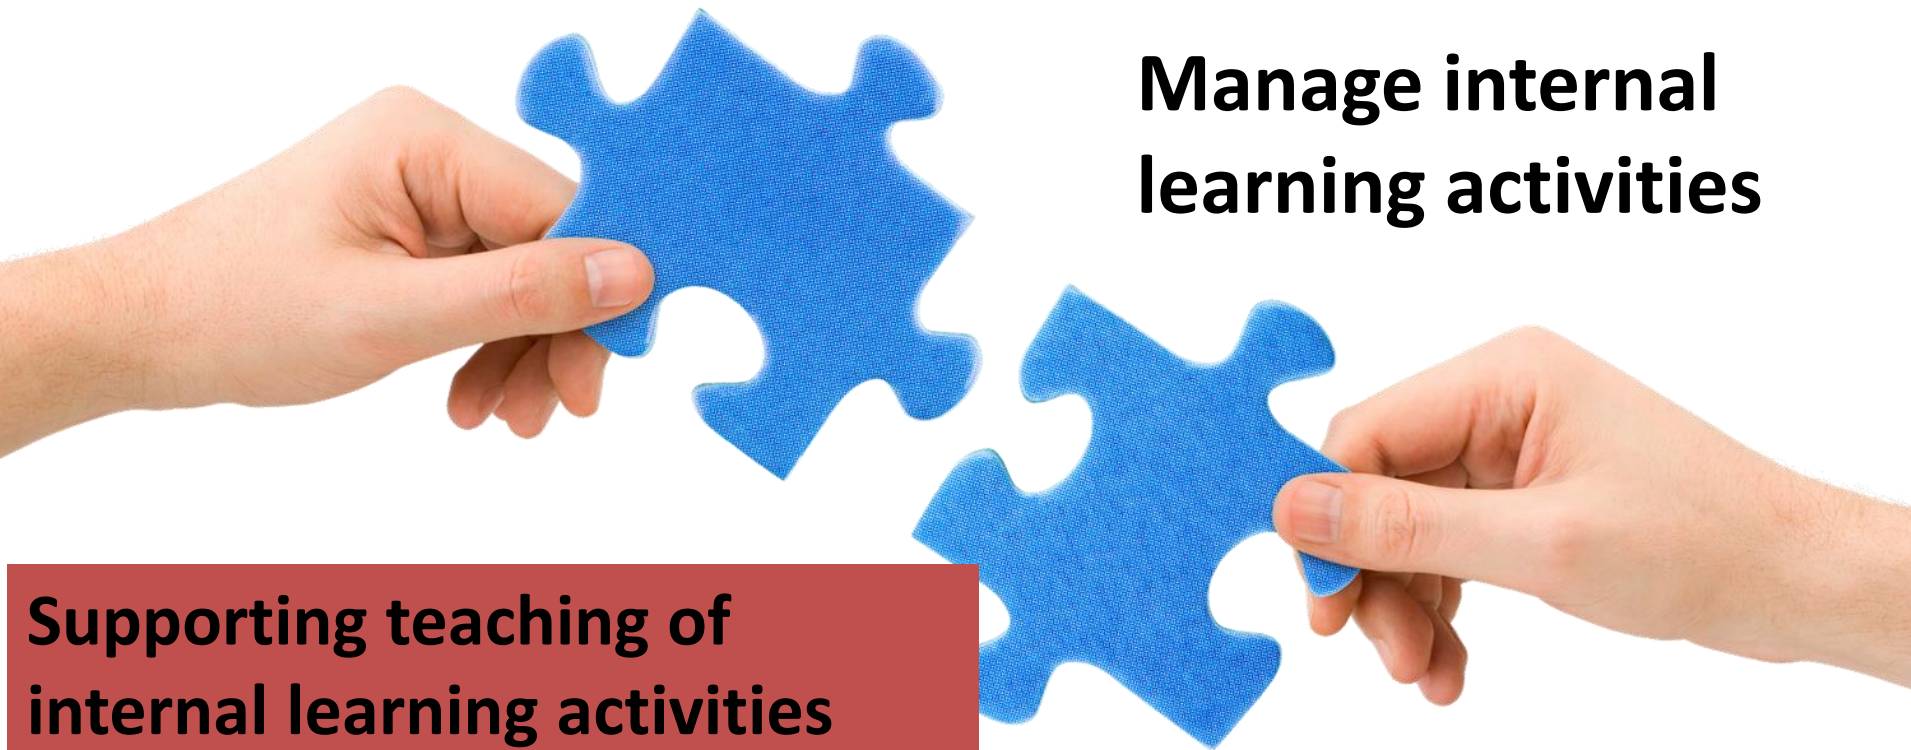 Manage internal
learning activities
Supporting teaching of
internal learning activities